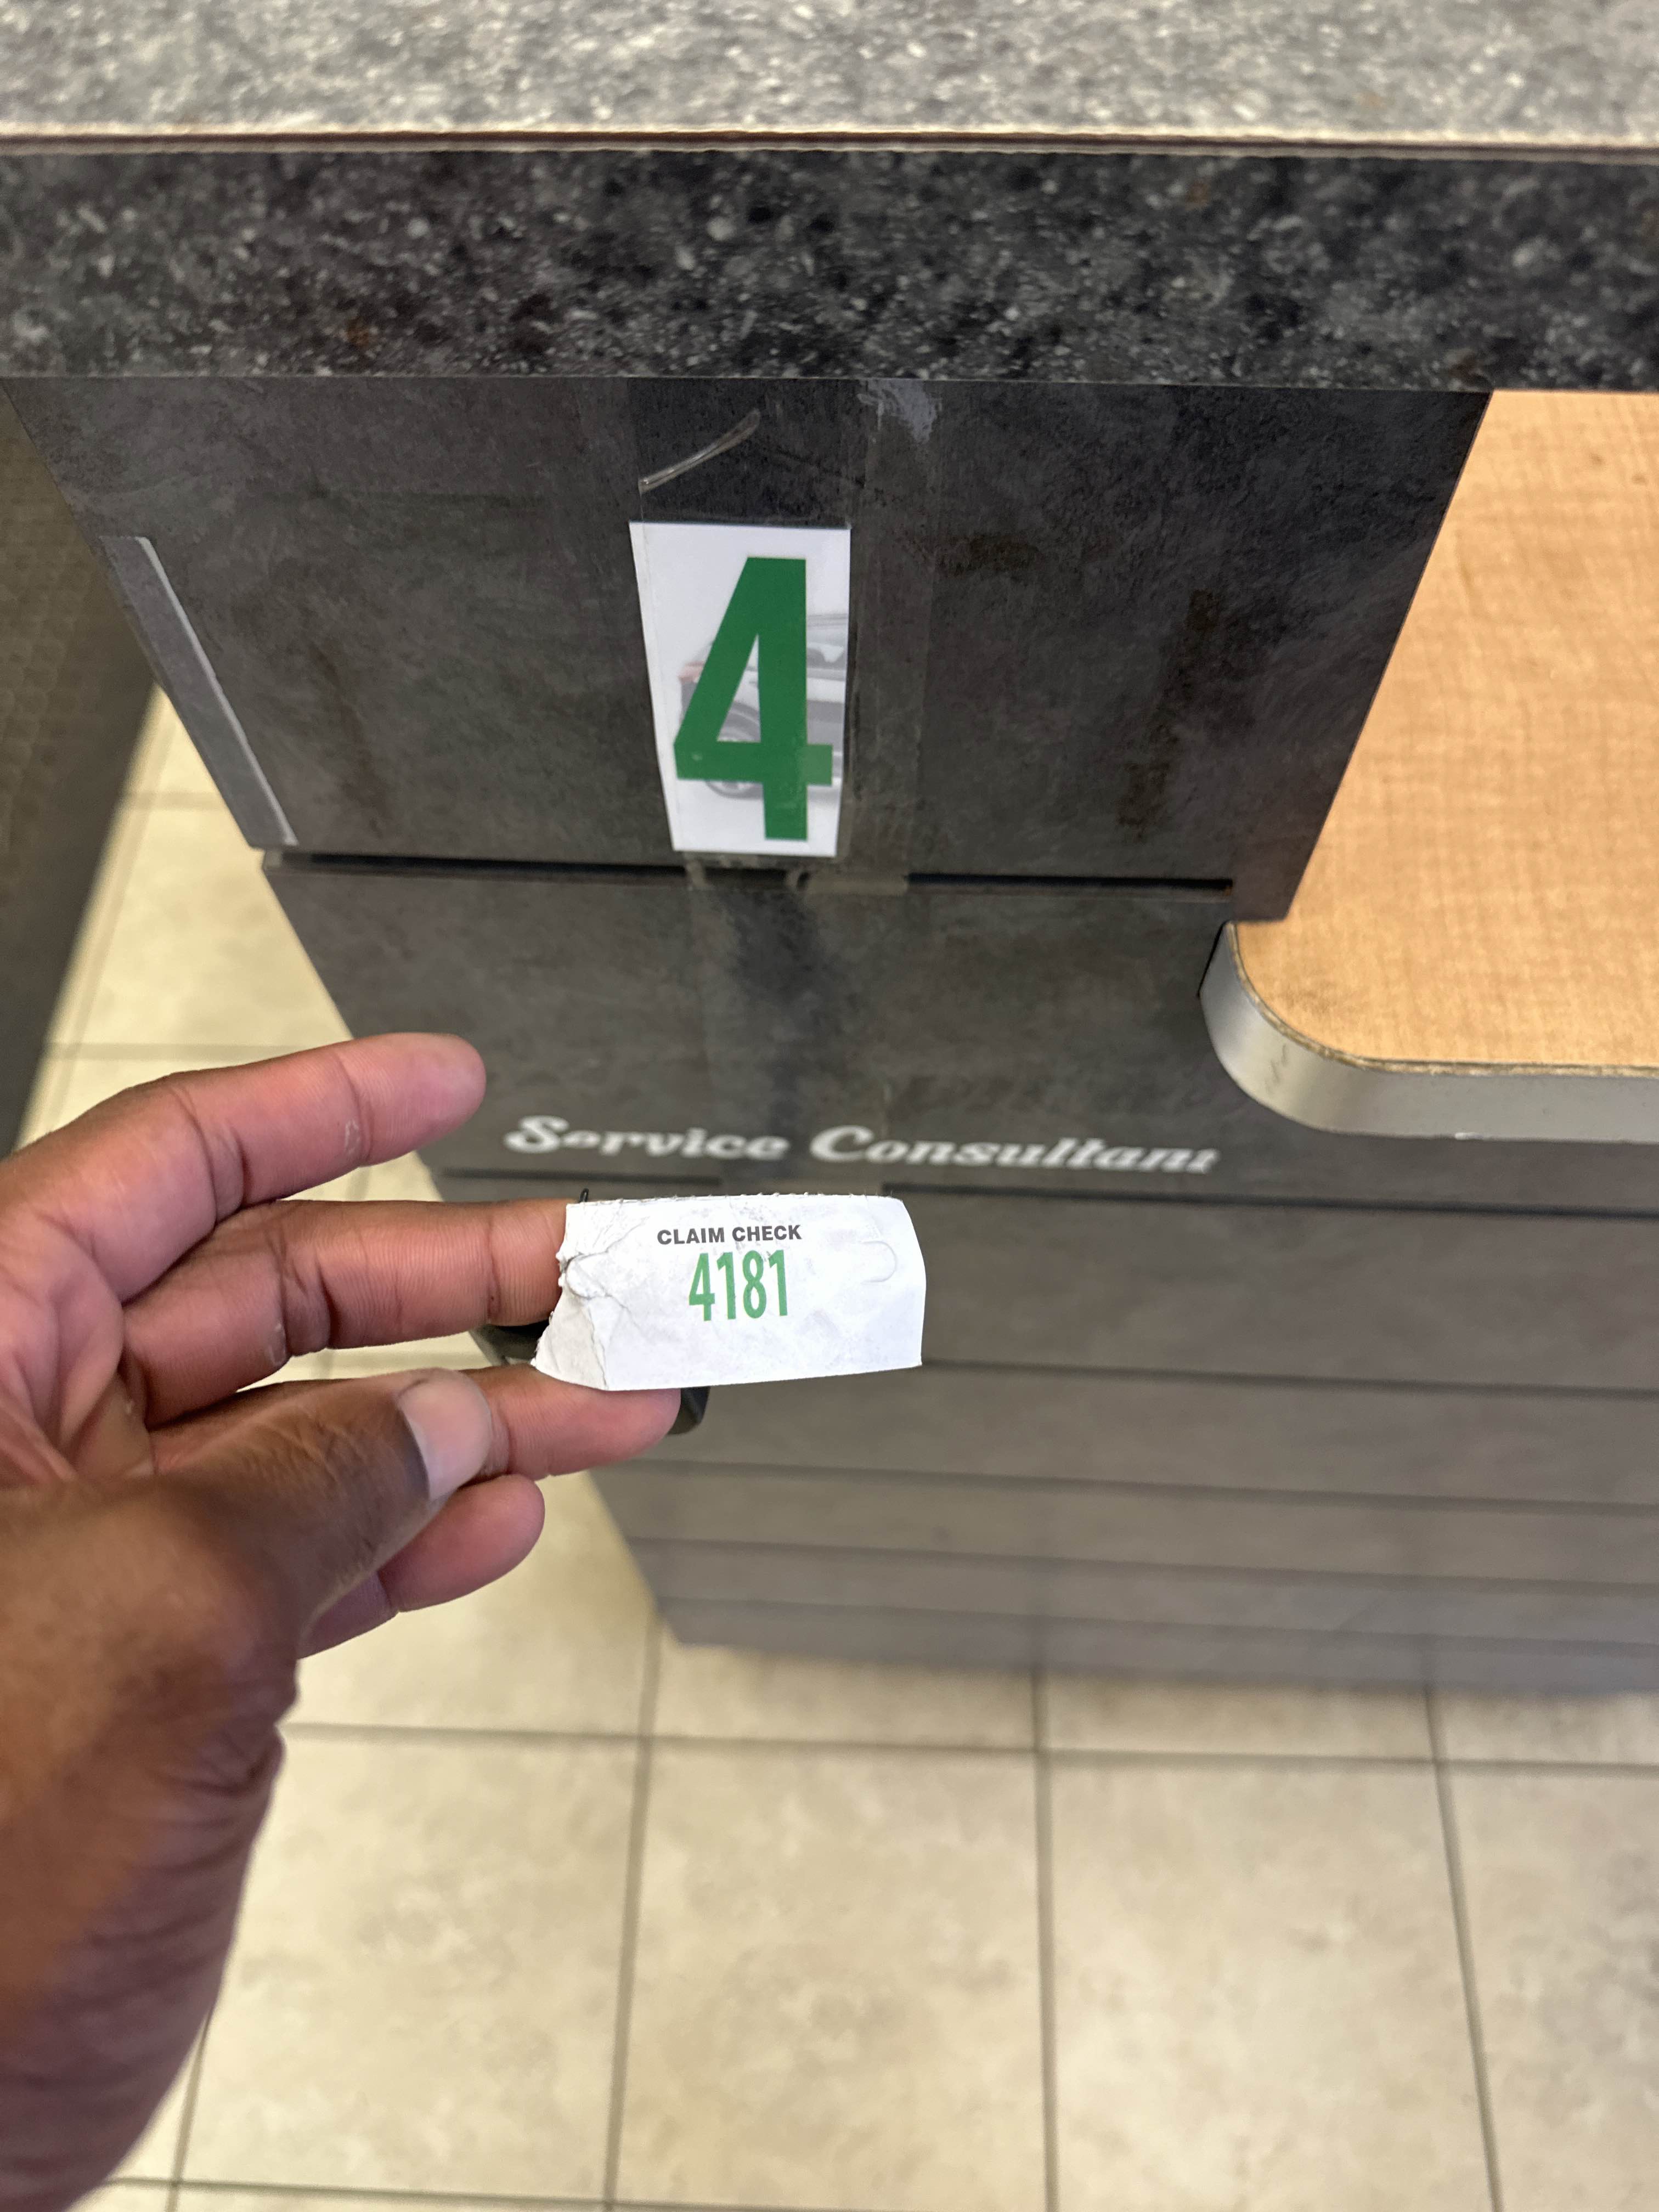 4
Service Consultant
CLAIM CHECK
4181